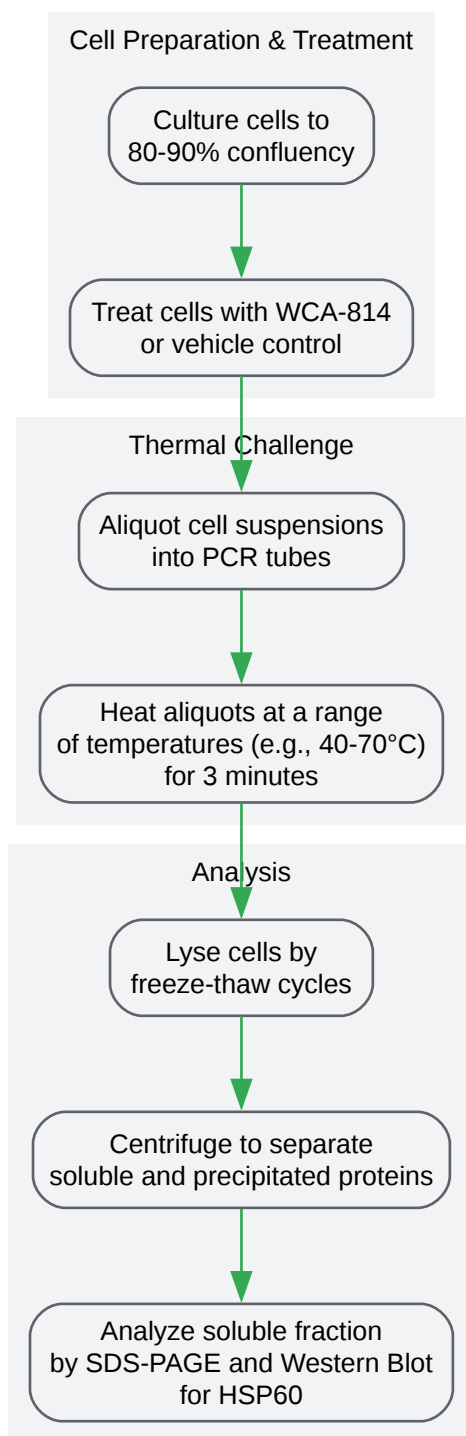 Cell Preparation & Treatment
Culture cells to
80-90% confluency
Treat cells with WCA-814
or vehicle control
Thermal Challenge
Aliquot cell suspensions
into PCR tubes
Heat aliquots at a range
of temperatures (e.g., 40-70°C)
for 3 minutes
Analysis
Lyse cells by
freeze-thaw cycles
Centrifuge to separate
soluble and precipitated proteins
Analyze soluble fraction
by SDS-PAGE and Western Blot
for HSP60